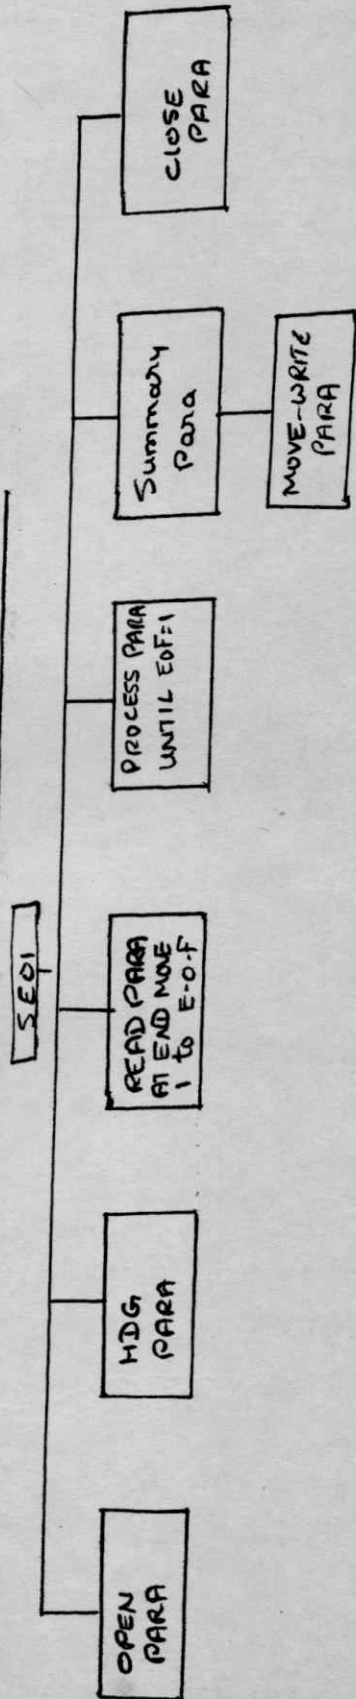 SE01
OPEN
PARA
HDG
PARA
READ PARA
AT END MOVE
1 to E-O-F
PROCESS PARA
UNTIL EOF=1
Summary
Para
MOVE-WRITE
PARA
CLOSE
PARA